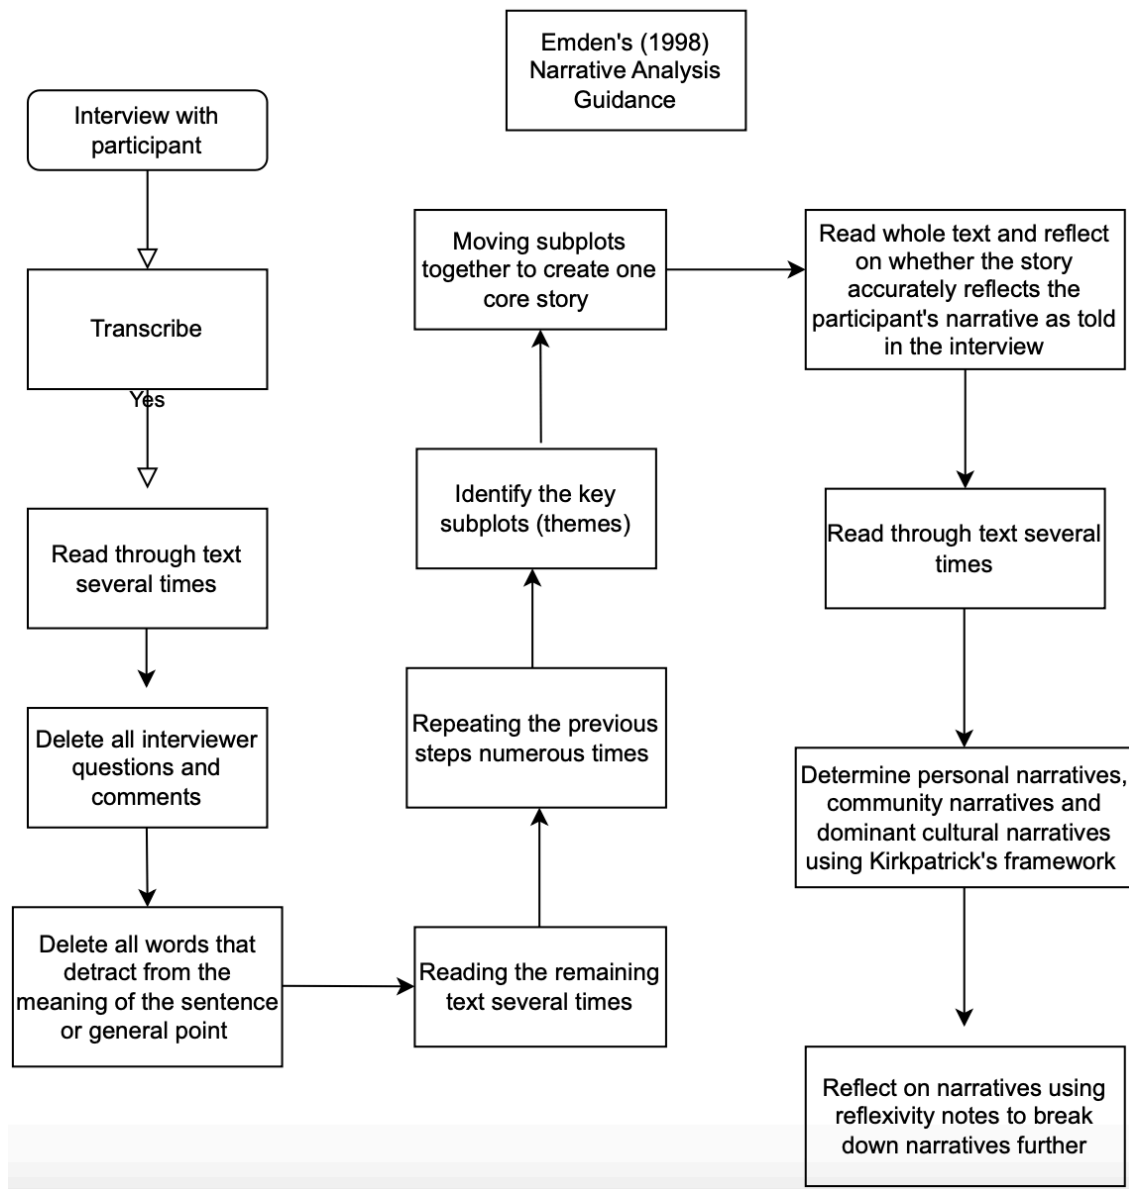 Emden's (1998)
Narrative Analysis
Guidance
Interview with
participant
Transcribe
Yes
Read through text
several times
Delete all interviewer
questions and
comments
Delete all words that
detract from the
meaning of the sentence
or general point
Reading the remaining
text several times
Repeating the previous
steps numerous times
Identify the key
subplots (themes)
Moving subplots
together to create one
core story
Read whole text and reflect
on whether the story
accurately reflects the
participant's narrative as told
in the interview
Read through text several
times
Determine personal narratives,
community narratives and
dominant cultural narratives
using Kirkpatrick's framework
Reflect on narratives using
reflexivity notes to break
down narratives further